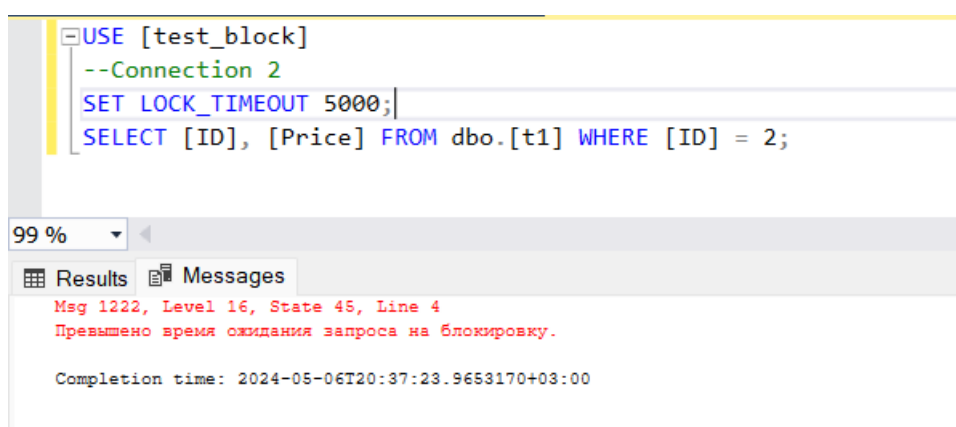 USE [test_block]
--Connection 2
SET LOCK_TIMEOUT 5000;
SELECT [ID], [Price] FROM dbo.[t1] WHERE [ID] = 2;
99 %
Results Messages
Msg 1222, Level 16, State 45, Line 4
Превышено время ожидания запроса на блокировку.
Completion time: 2024-05-06T20:37:23.9653170+03:00